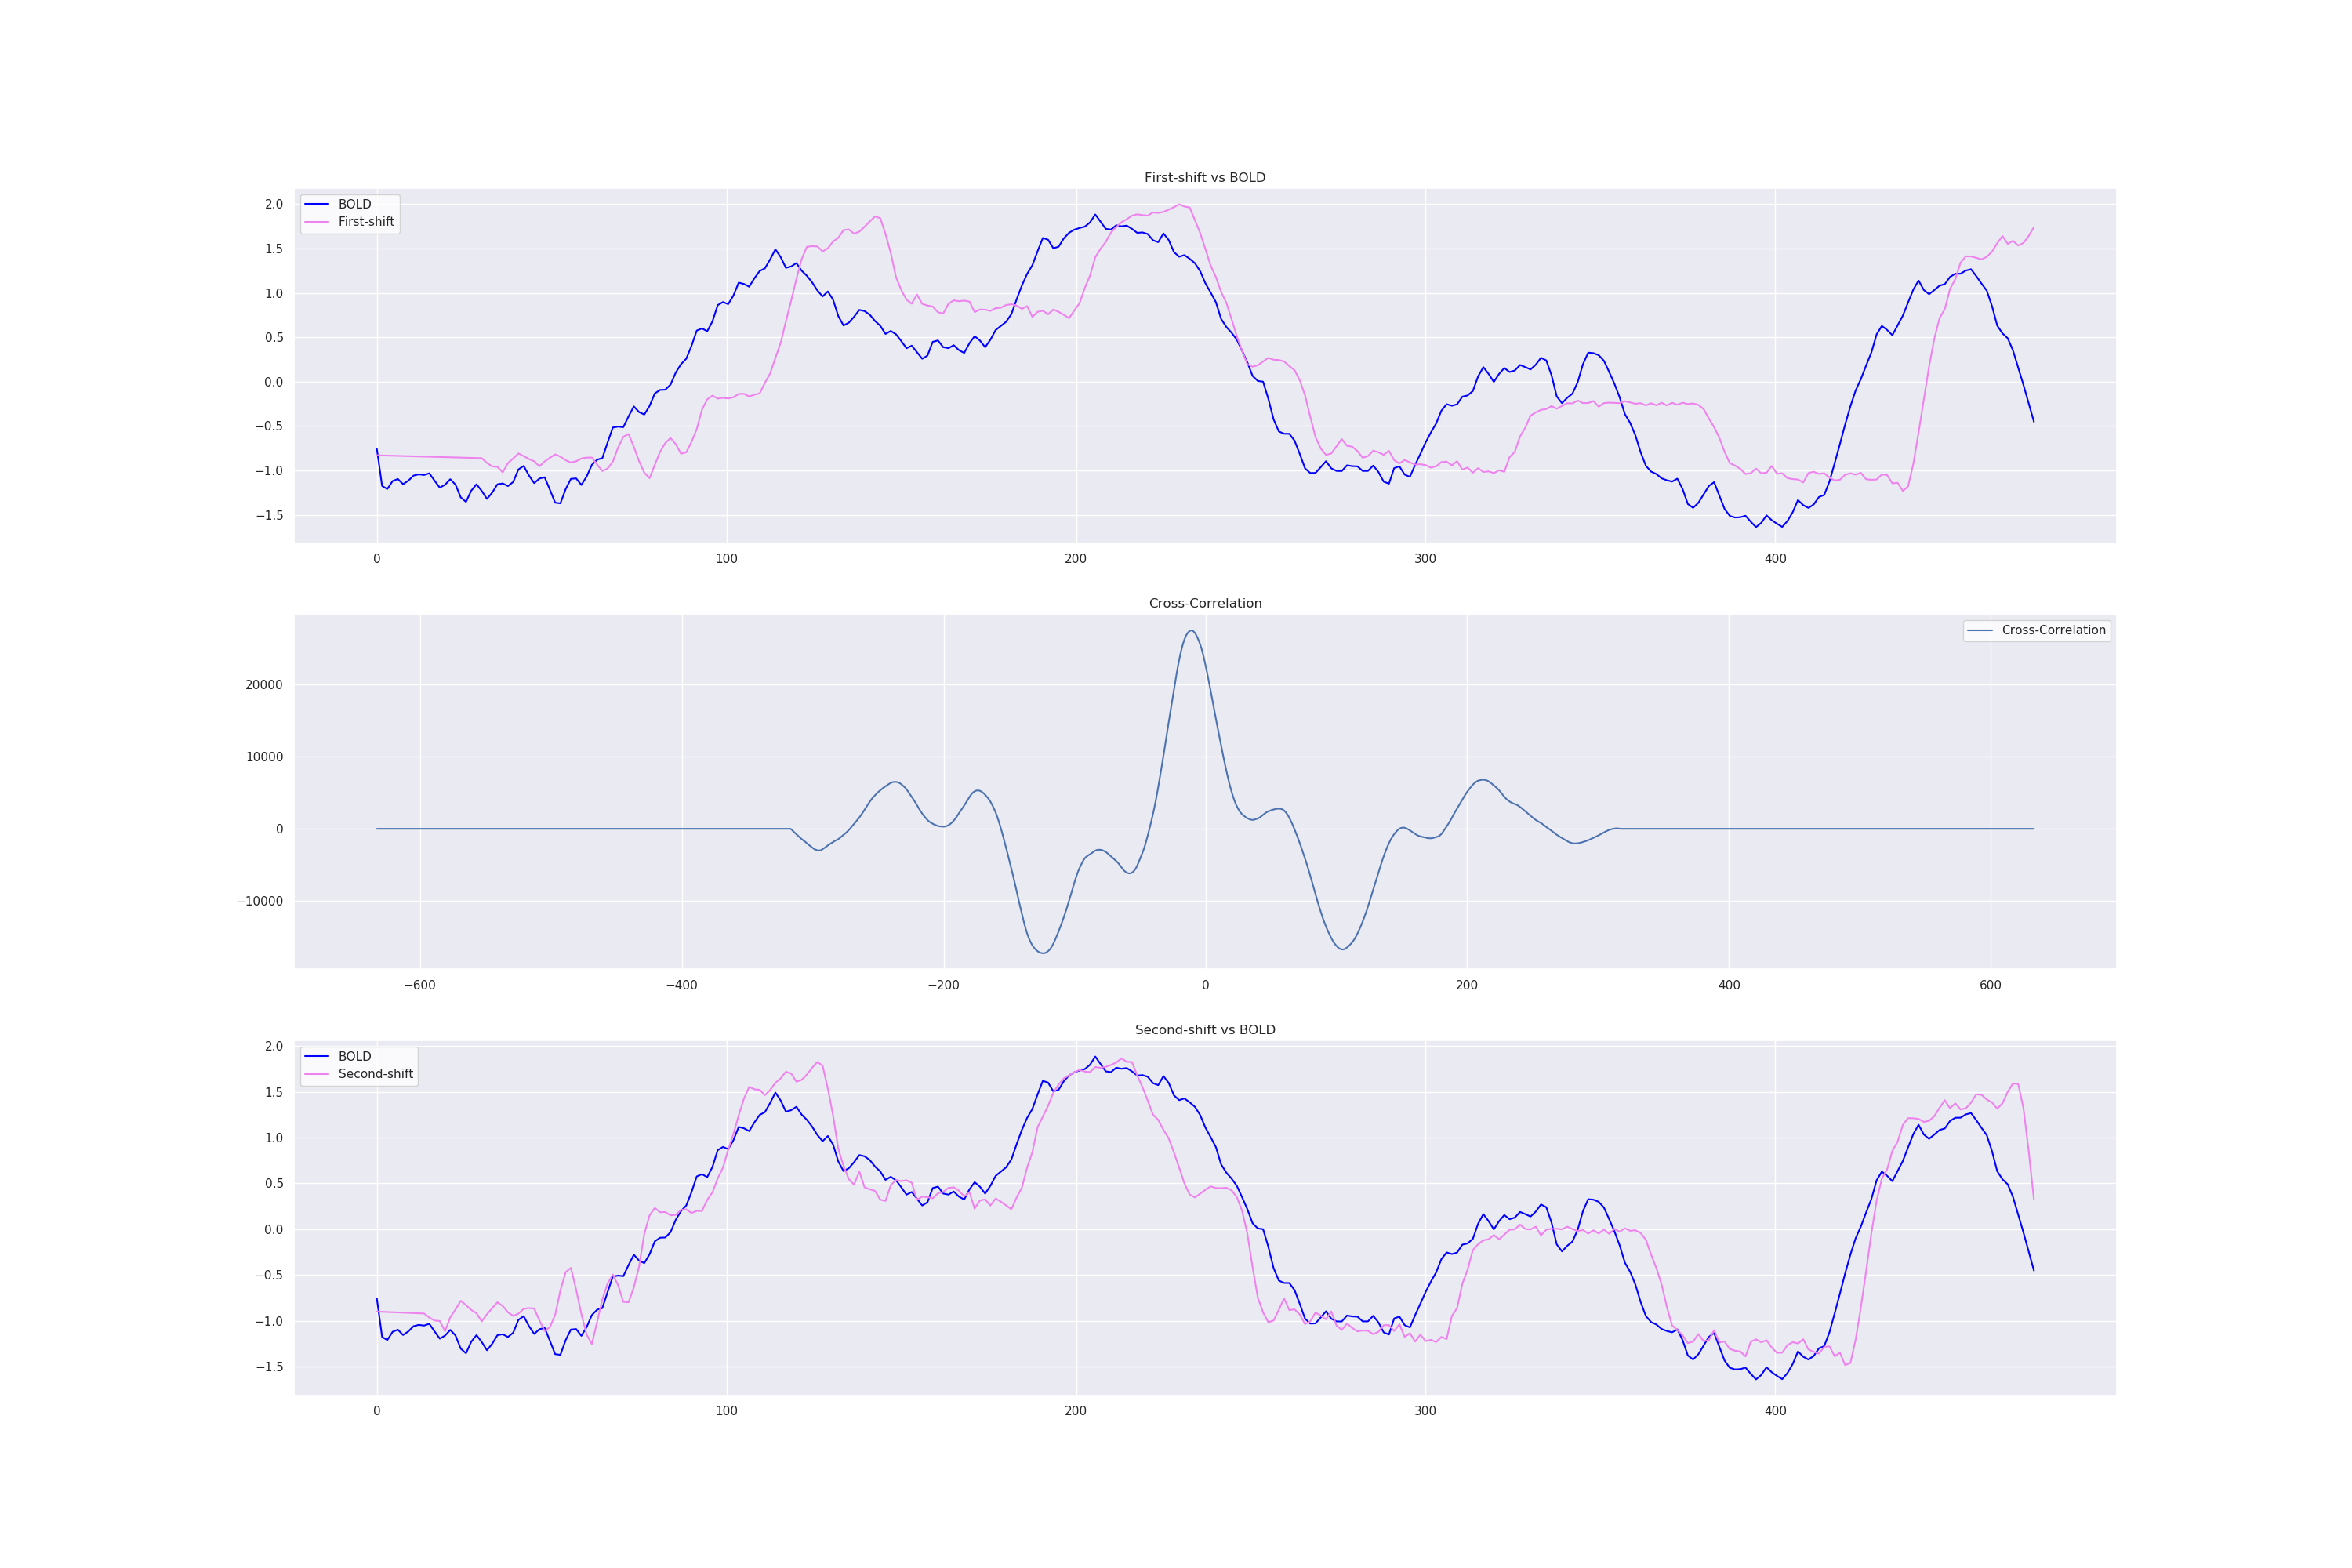 First-shift vs BOLD
BOLD
First-shift
2.0
1.5
1.0
0.5
0.0
−0.5
−1.0
−1.5
0 100 200 300 400
Cross-Correlation
Cross-Correlation
20000
10000
0
−10000
−600 −400 −200 0 200 400 600
Second-shift vs BOLD
BOLD
Second-shift
2.0
1.5
1.0
0.5
0.0
−0.5
−1.0
−1.5
0 100 200 300 400